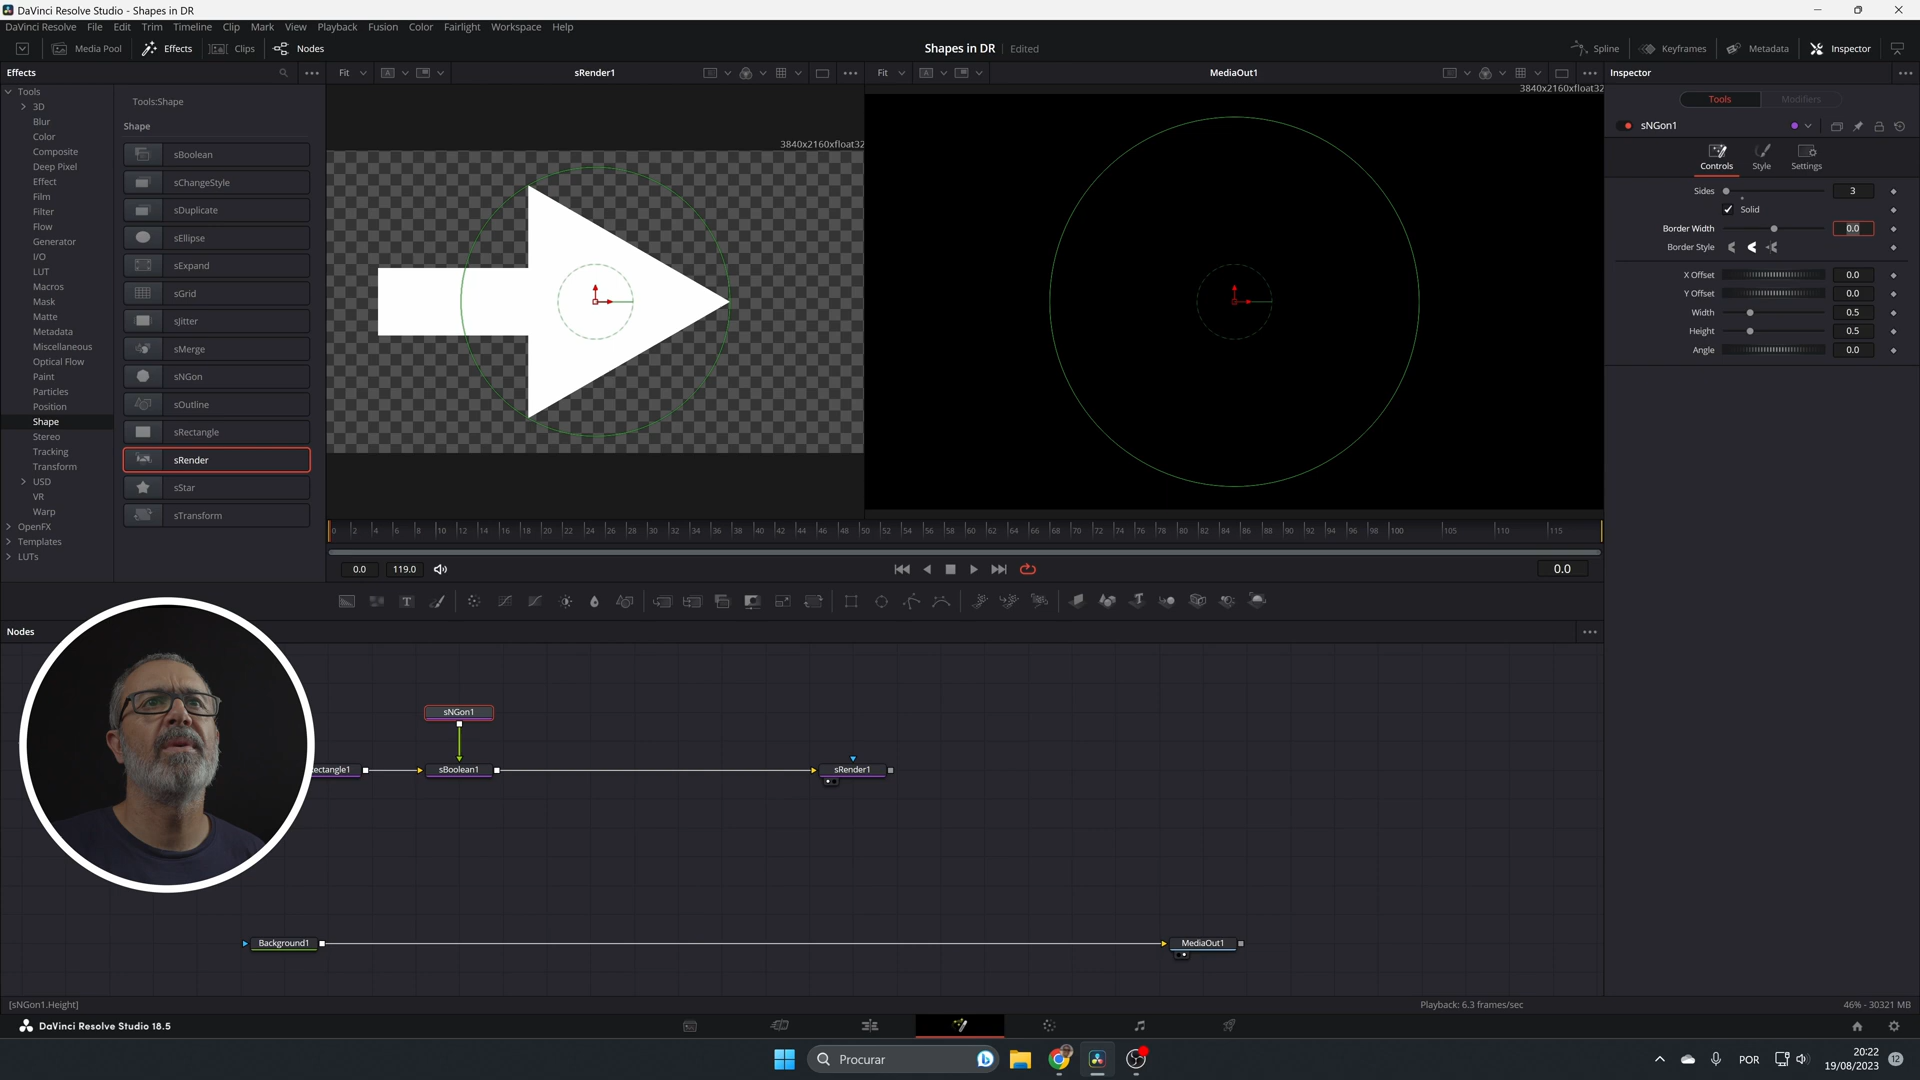 DaVinci Resolve Studio - Shapes in DR
DaVinci Resolve File Edit Trim Timeline Clip Mark View Playback Fusion Color Fairlight Workspace Help
Media Pool Effects Clips Nodes
Shapes in DR Edited
Spline Keyframes Metadata Inspector
Effects
Fit sRender1
Fit MediaOut1
Inspector
Tools
3D
Blur
Color
Composite
Deep Pixel
Effect
Film
Filter
Flow
Generator
I/O
LUT
Macros
Mask
Matte
Metadata
Miscellaneous
Optical Flow
Paint
Particles
Position
Shape
Stereo
Tracking
Transform
USD
VR
Warp
OpenFX
Templates
LUTs
Tools:Shape
Shape
sBoolean
sChangeStyle
sDuplicate
sEllipse
sExpand
sGrid
sJitter
sMerge
sNGon
sOutline
sRectangle
sRender
sStar
sTransform
3840x2160xfloat32
3840x2160xfloat32
Tools Modifiers
sNGon1
Controls Style Settings
Sides 3
Solid
Border Width 0.0
Border Style
X Offset 0.0
Y Offset 0.0
Width 0.5
Height 0.5
Angle 0.0
0 2 4 6 8 10 12 14 16 18 20 22 24 26 28 30 32 34 36 38 40 42 44 46 48 50 52 54 56 58 60 62 64 66 68 70 72 74 76 78 80 82 84 86 88 90 92 94 96 98 100 105 110 115
0.0 119.0 0.0
T
Nodes
sNGon1
ectangle1 sBoolean1 sRender1
Background1 MediaOut1
[sNGon1.Height] Playback: 6.3 frames/sec 46% - 30321 MB
DaVinci Resolve Studio 18.5
Procurar
POR
20:22
19/08/2023
12